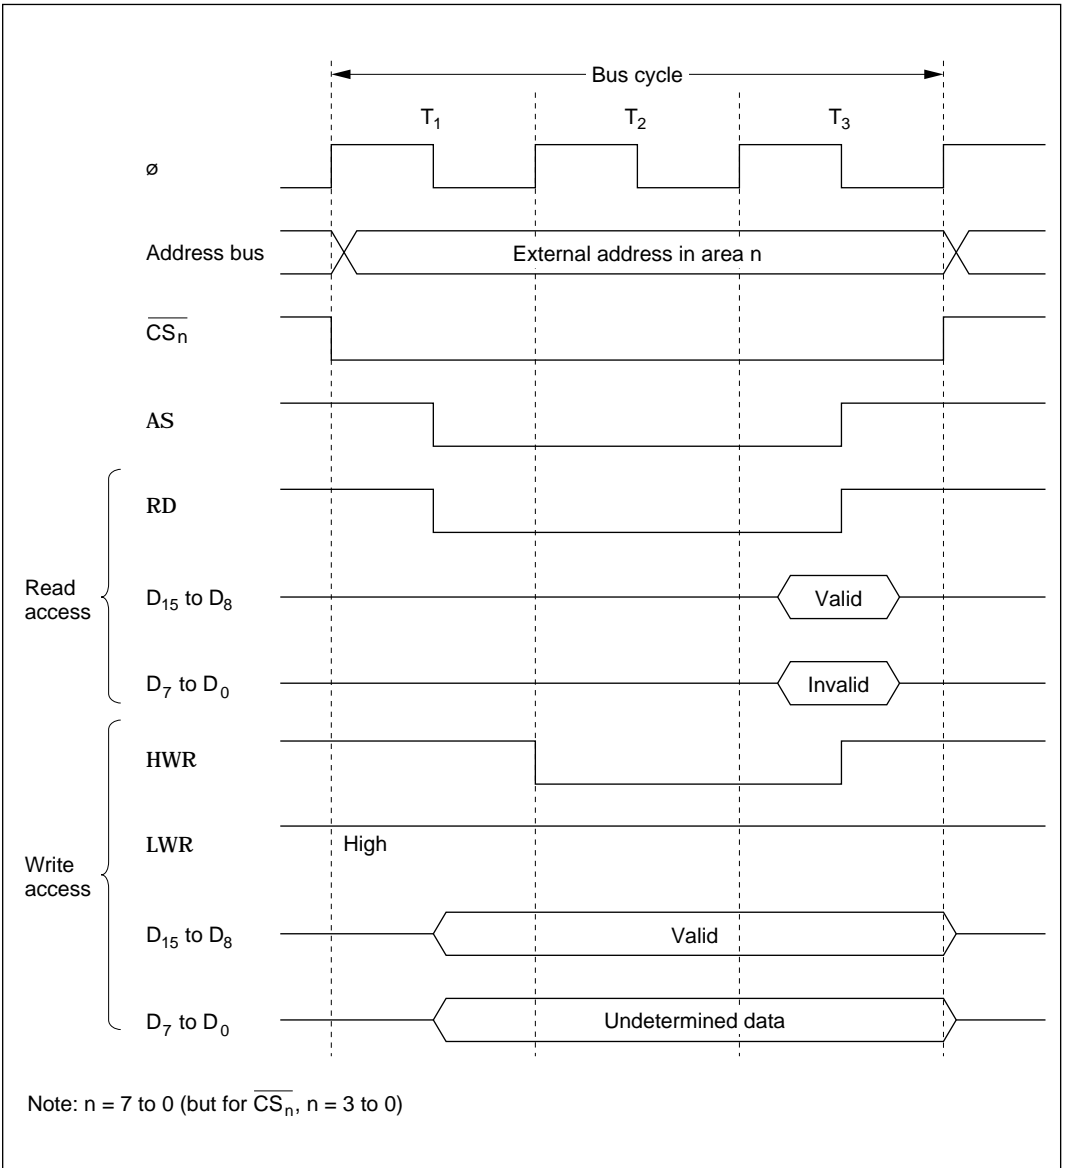 Bus cycle
T1 T2 T3
ø
Address bus External address in area n
C̅S̅n̅
AS
RD
Read
access
D15 to D8 Valid
D7 to D0 Invalid
HWR
LWR High
Write
access
D15 to D8 Valid
D7 to D0 Undetermined data
Note: n = 7 to 0 (but for C̅S̅n̅, n = 3 to 0)